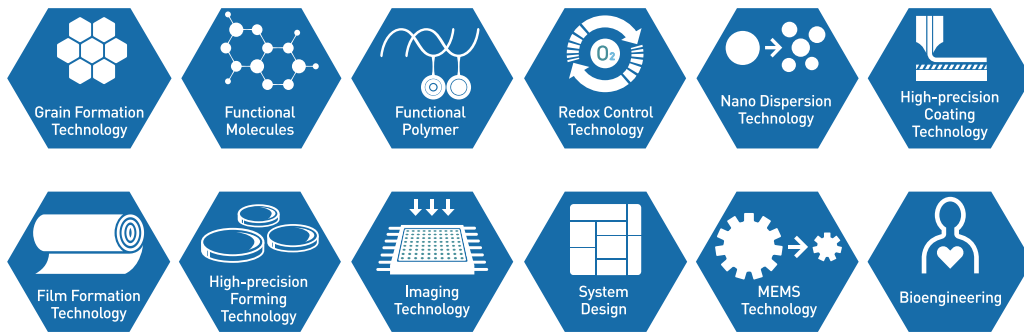 Grain Formation
Technology
Functional
Molecules
Functional
Polymer
O₂
Redox Control
Technology
Nano Dispersion
Technology
High-precision
Coating
Technology
Film Formation
Technology
High-precision
Forming
Technology
Imaging
Technology
System
Design
MEMS
Technology
Bioengineering